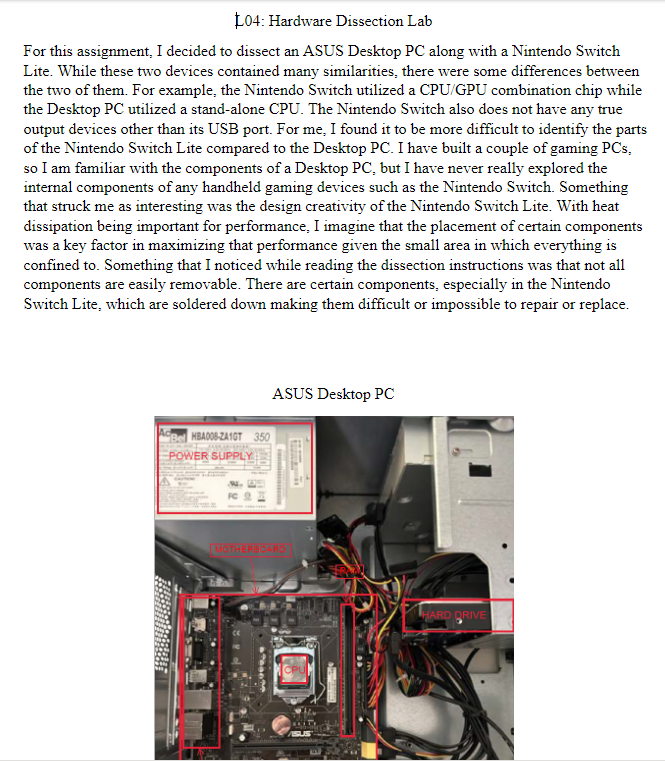 L04: Hardware Dissection Lab
For this assignment, I decided to dissect an ASUS Desktop PC along with a Nintendo Switch
Lite. While these two devices contained many similarities, there were some differences between
the two of them. For example, the Nintendo Switch utilized a CPU/GPU combination chip while
the Desktop PC utilized a stand-alone CPU. The Nintendo Switch also does not have any true
output devices other than its USB port. For me, I found it to be more difficult to identify the parts
of the Nintendo Switch Lite compared to the Desktop PC. I have built a couple of gaming PCs,
so I am familiar with the components of a Desktop PC, but I have never really explored the
internal components of any handheld gaming devices such as the Nintendo Switch. Something
that struck me as interesting was the design creativity of the Nintendo Switch Lite. With heat
dissipation being important for performance, I imagine that the placement of certain components
was a key factor in maximizing that performance given the small area in which everything is
confined to. Something that I noticed while reading the dissection instructions was that not all
components are easily removable. There are certain components, especially in the Nintendo
Switch Lite, which are soldered down making them difficult or impossible to repair or replace.
ASUS Desktop PC
AcBel HBA008-ZA1GT 350
POWER SUPPLY
MOTHERBOARD
RAM
HARD DRIVE
CPU
ASUS